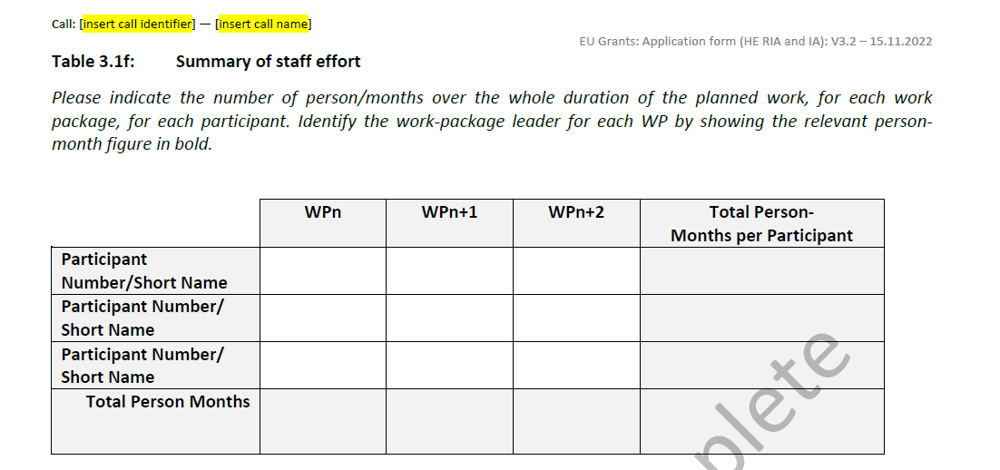 Call: [insert call identifier] — [insert call name]
EU Grants: Application form (HE RIA and IA): V3.2 – 15.11.2022
Table 3.1f: Summary of staff effort
Please indicate the number of person/months over the whole duration of the planned work, for each work
package, for each participant. Identify the work-package leader for each WP by showing the relevant person-
month figure in bold.
WPn WPn+1 WPn+2 Total Person-
Months per Participant
Participant
Number/Short Name
Participant Number/
Short Name
Participant Number/
Short Name
Total Person Months
plete